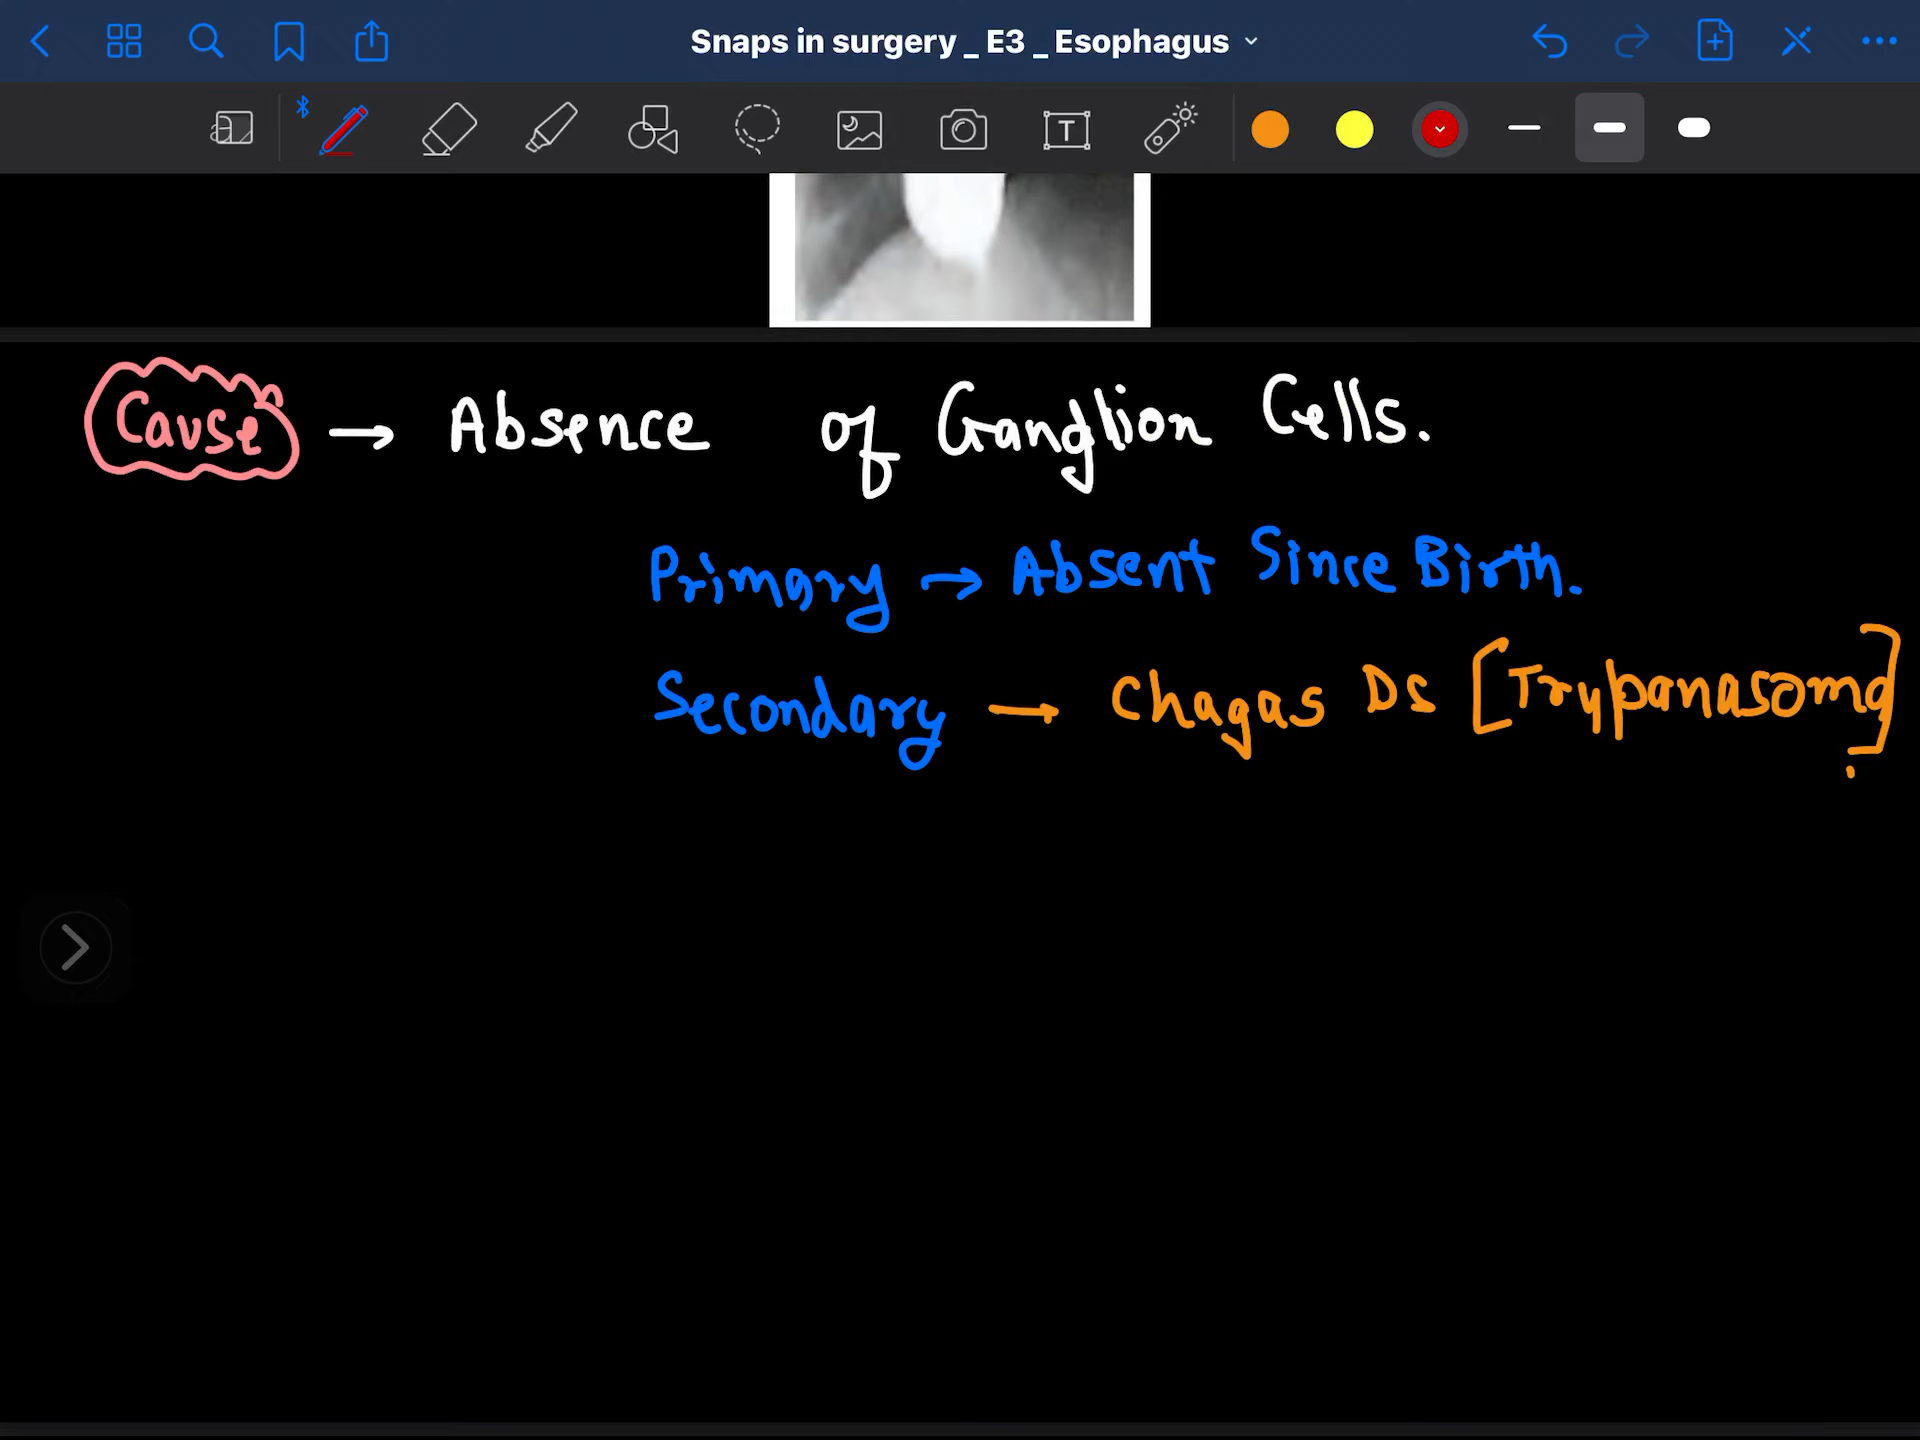 Snaps in surgery _ E3 _ Esophagus
T
Cause → Absence of Ganglion Cells.
Primary → Absent Since Birth.
Secondary → Chagas Ds [Trypanasoma].